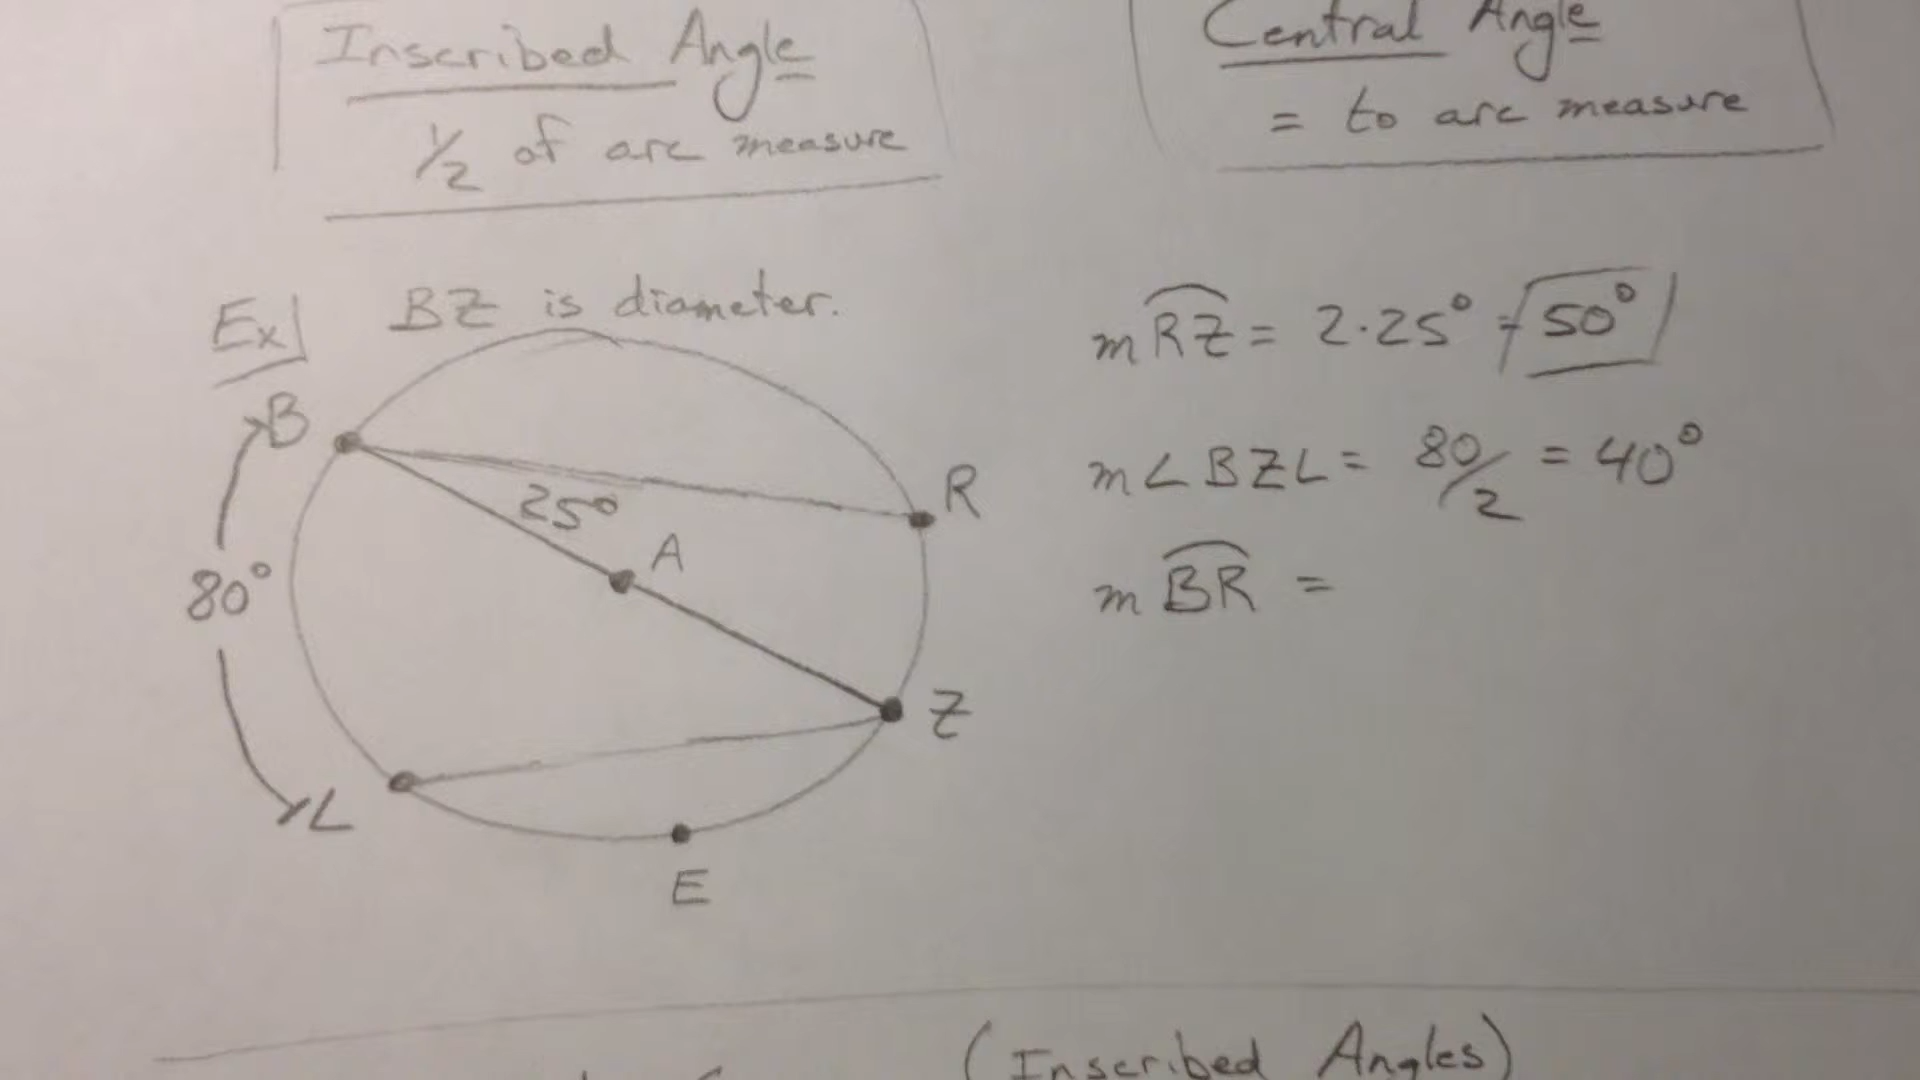 Inscribed Angle
1/2 of arc measure
Central Angle
= to arc measure
Ex
BZ is diameter.
B
R
25°
A
80°
Z
L
E
mRZ = 2·25° = 50°
m∠BZL = 80/2 = 40°
mBR =
(Inscribed Angles)